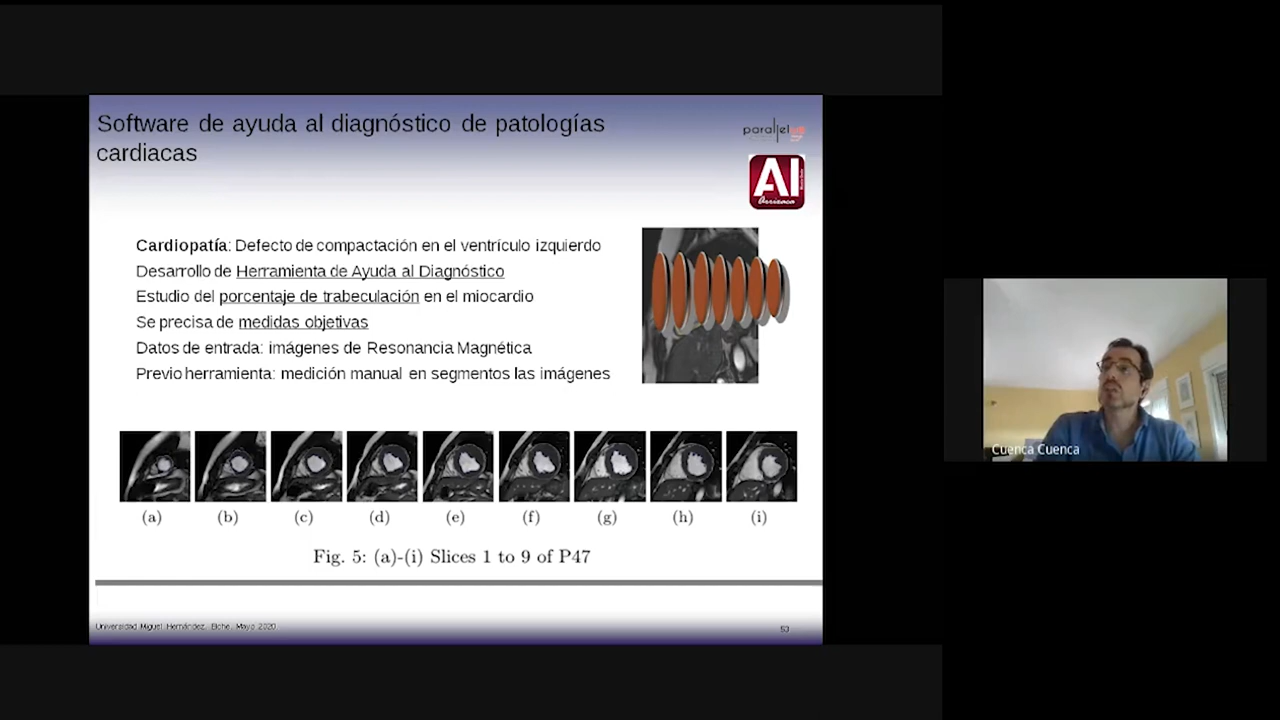 Software de ayuda al diagnóstico de patologías
cardiacas
parallel
AI
Arrixaca
Cardiopatía: Defecto de compactación en el ventrículo izquierdo
Desarrollo de Herramienta de Ayuda al Diagnóstico
Estudio del porcentaje de trabeculación en el miocardio
Se precisa de medidas objetivas
Datos de entrada: imágenes de Resonancia Magnética
Previo herramienta: medición manual en segmentos las imágenes
(a) (b) (c) (d) (e) (f) (g) (h) (i)
Fig. 5: (a)-(i) Slices 1 to 9 of P47
Universidad Miguel Hernández. Elche. Mayo 2020.
53
Cuenca Cuenca